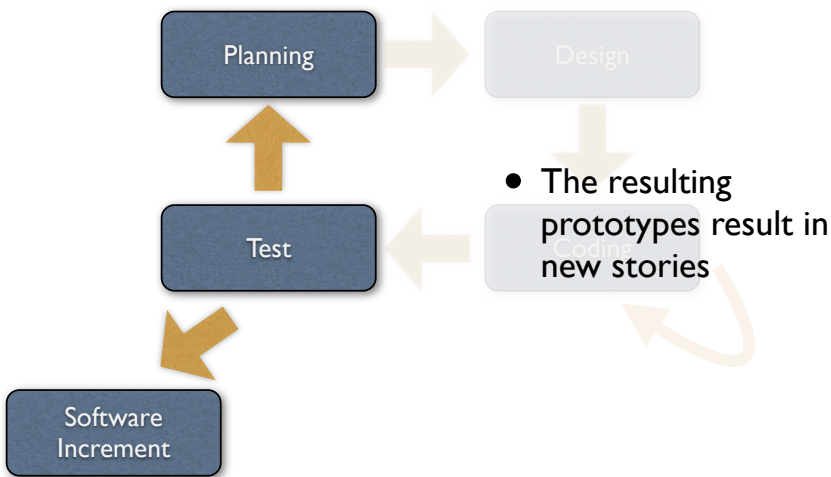 Planning
Design
• The resulting
prototypes result in
new stories
Test
Coding
Software
Increment